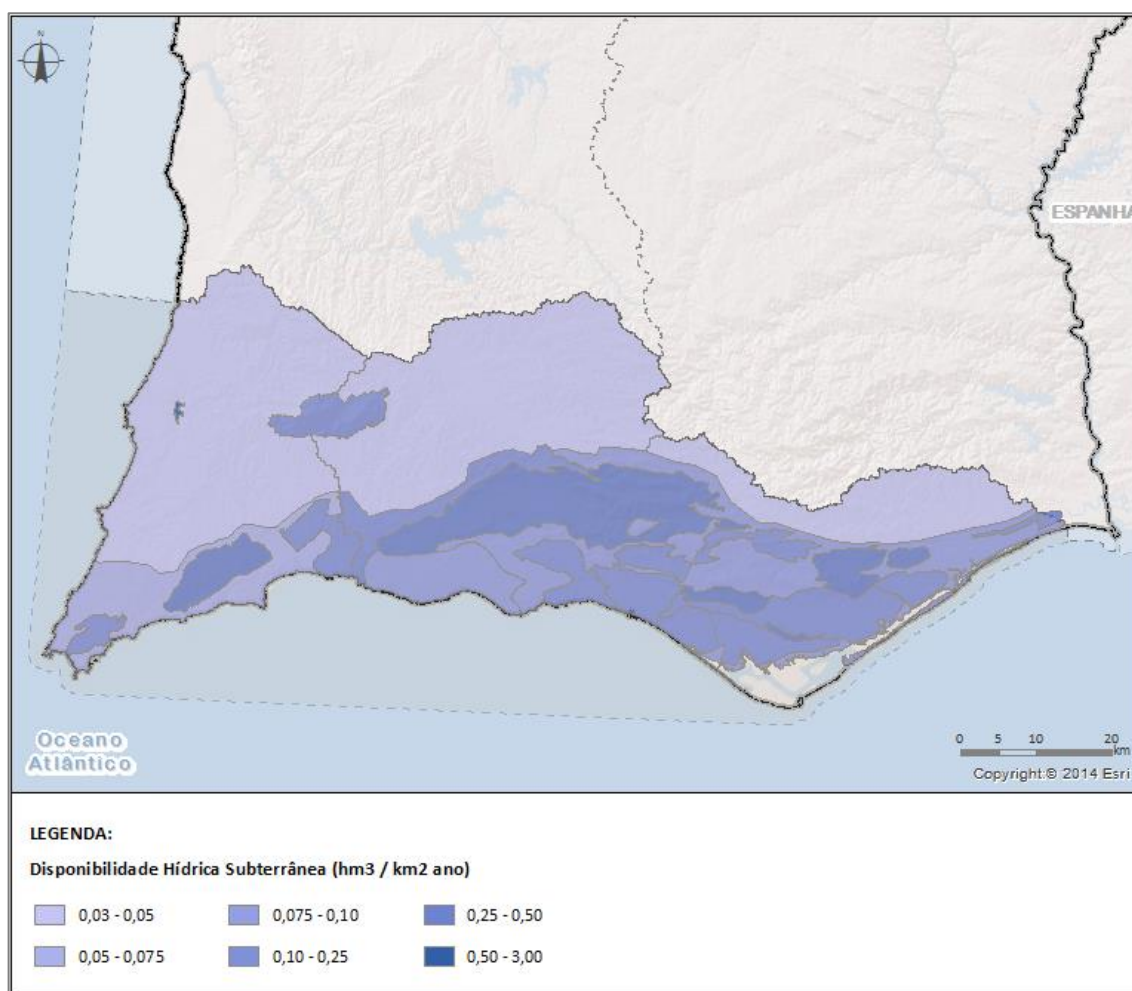 N
ESPANHA
Oceano
Atlântico
0 5 10 20
km
Copyright:© 2014 Esri
LEGENDA:
Disponibilidade Hídrica Subterrânea (hm3 / km2 ano)
0,03 - 0,05 0,075 - 0,10 0,25 - 0,50
0,05 - 0,075 0,10 - 0,25 0,50 - 3,00